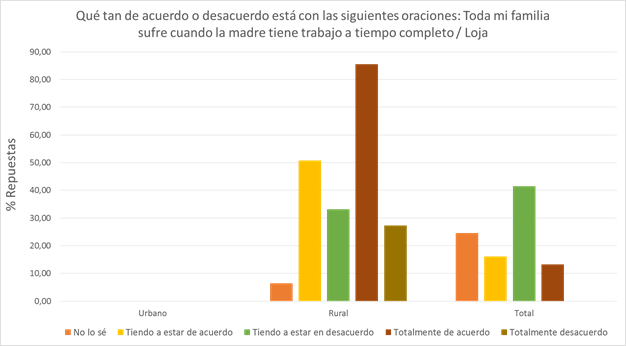 Qué tan de acuerdo o desacuerdo está con las siguientes oraciones: Toda mi familia
sufre cuando la madre tiene trabajo a tiempo completo / Loja
% Repuestas
90,00
80,00
70,00
60,00
50,00
40,00
30,00
20,00
10,00
0,00
Urbano Rural Total
No lo sé Tiendo a estar de acuerdo Tiendo a estar en desacuerdo Totalmente de acuerdo Totalmente desacuerdo